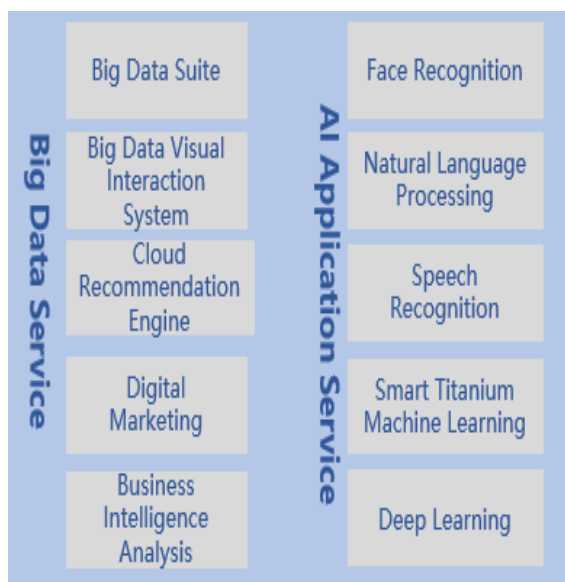 Big Data Service
Big Data Suite
Big Data Visual
Interaction
System
Cloud
Recommendation
Engine
Digital
Marketing
Business
Intelligence
Analysis
AI Application Service
Face Recognition
Natural Language
Processing
Speech
Recognition
Smart Titanium
Machine Learning
Deep Learning